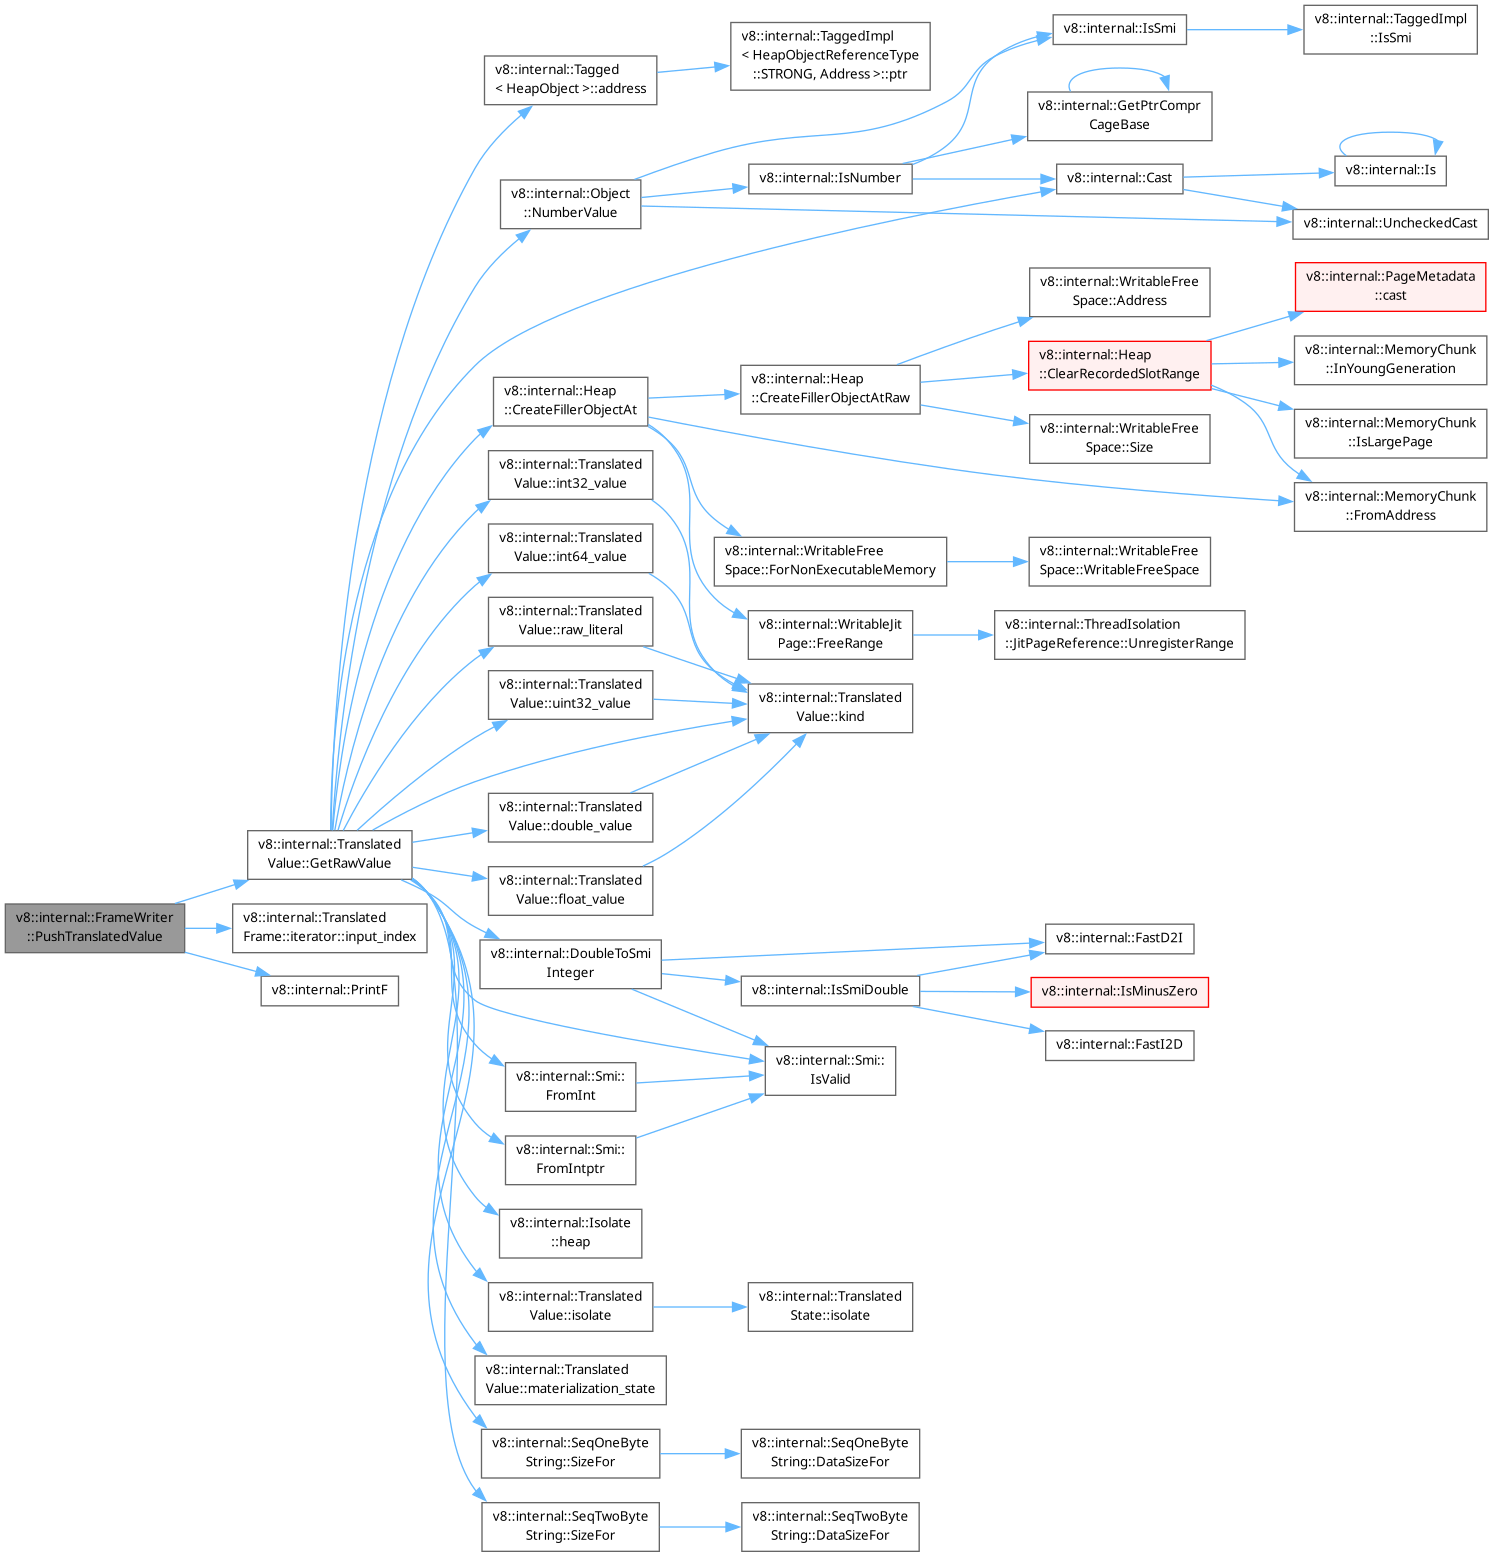 v8::internal::FrameWriter
::PushTranslatedValue
v8::internal::Translated
Value::GetRawValue
v8::internal::Translated
Frame::iterator::input_index
v8::internal::PrintF
v8::internal::Tagged
< HeapObject >::address
v8::internal::TaggedImpl
< HeapObjectReferenceType
::STRONG, Address >::ptr
v8::internal::Object
::NumberValue
v8::internal::IsNumber
v8::internal::IsSmi
v8::internal::TaggedImpl
::IsSmi
v8::internal::GetPtrCompr
CageBase
v8::internal::Cast
v8::internal::Is
v8::internal::UncheckedCast
v8::internal::Heap
::CreateFillerObjectAt
v8::internal::Heap
::CreateFillerObjectAtRaw
v8::internal::WritableFree
Space::Address
v8::internal::Heap
::ClearRecordedSlotRange
v8::internal::WritableFree
Space::Size
v8::internal::PageMetadata
::cast
v8::internal::MemoryChunk
::InYoungGeneration
v8::internal::MemoryChunk
::IsLargePage
v8::internal::MemoryChunk
::FromAddress
v8::internal::WritableFree
Space::ForNonExecutableMemory
v8::internal::WritableFree
Space::WritableFreeSpace
v8::internal::WritableJit
Page::FreeRange
v8::internal::ThreadIsolation
::JitPageReference::UnregisterRange
v8::internal::Translated
Value::int32_value
v8::internal::Translated
Value::int64_value
v8::internal::Translated
Value::raw_literal
v8::internal::Translated
Value::uint32_value
v8::internal::Translated
Value::kind
v8::internal::Translated
Value::double_value
v8::internal::Translated
Value::float_value
v8::internal::DoubleToSmi
Integer
v8::internal::IsSmiDouble
v8::internal::FastD2I
v8::internal::IsMinusZero
v8::internal::FastI2D
v8::internal::Smi::
IsValid
v8::internal::Smi::
FromInt
v8::internal::Smi::
FromIntptr
v8::internal::Isolate
::heap
v8::internal::Translated
Value::isolate
v8::internal::Translated
State::isolate
v8::internal::Translated
Value::materialization_state
v8::internal::SeqOneByte
String::SizeFor
v8::internal::SeqOneByte
String::DataSizeFor
v8::internal::SeqTwoByte
String::SizeFor
v8::internal::SeqTwoByte
String::DataSizeFor